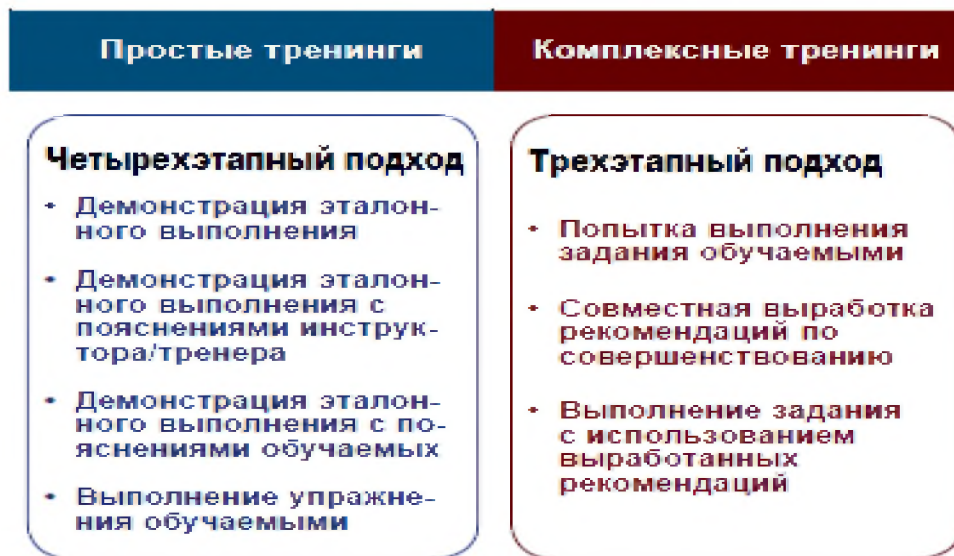 Простые тренинги
Комплексные тренинги
Четырехэтапный подход
• Демонстрация эталон-
ного выполнения
• Демонстрация эталон-
ного выполнения с
пояснениями инструк-
тора/тренера
• Демонстрация эталон-
ного выполнения с по-
яснениями обучаемых
• Выполнение упражне-
ния обучаемыми
Трехэтапный подход
• Попытка выполнения
задания обучаемыми
• Совместная выработка
рекомендаций по
совершенствованию
• Выполнение задания
с использованием
выработанных
рекомендаций